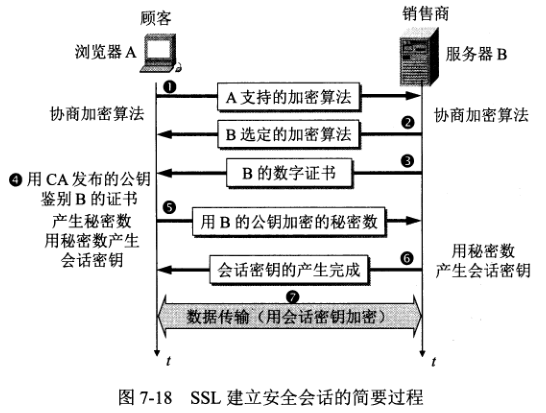 顾客
销售商
浏览器 A
服务器 B
❶
A 支持的加密算法
协商加密算法
协商加密算法
B 选定的加密算法
❷
B 的数字证书
❸
❹ 用 CA 发布的公钥
鉴别 B 的证书
产生秘密数
用秘密数产生
会话密钥
❺
用 B 的公钥加密的秘密数
会话密钥的产生完成
❻
用秘密数
产生会话密钥
❼
数据传输（用会话密钥加密）
t
t
图 7-18 SSL 建立安全会话的简要过程